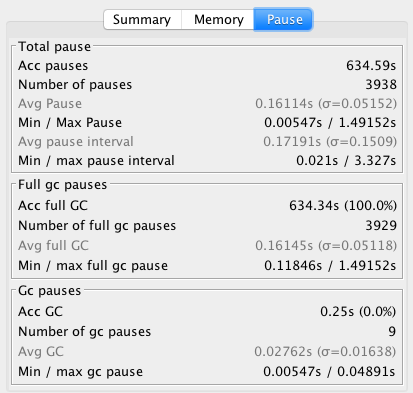 Summary Memory Pause
Total pause
Acc pauses 634.59s
Number of pauses 3938
Avg Pause 0.16114s (σ=0.05152)
Min / Max Pause 0.00547s / 1.49152s
Avg pause interval 0.17191s (σ=0.1509)
Min / max pause interval 0.021s / 3.327s
Full gc pauses
Acc full GC 634.34s (100.0%)
Number of full gc pauses 3929
Avg full GC 0.16145s (σ=0.05118)
Min / max full gc pause 0.11846s / 1.49152s
Gc pauses
Acc GC 0.25s (0.0%)
Number of gc pauses 9
Avg GC 0.02762s (σ=0.01638)
Min / max gc pause 0.00547s / 0.04891s